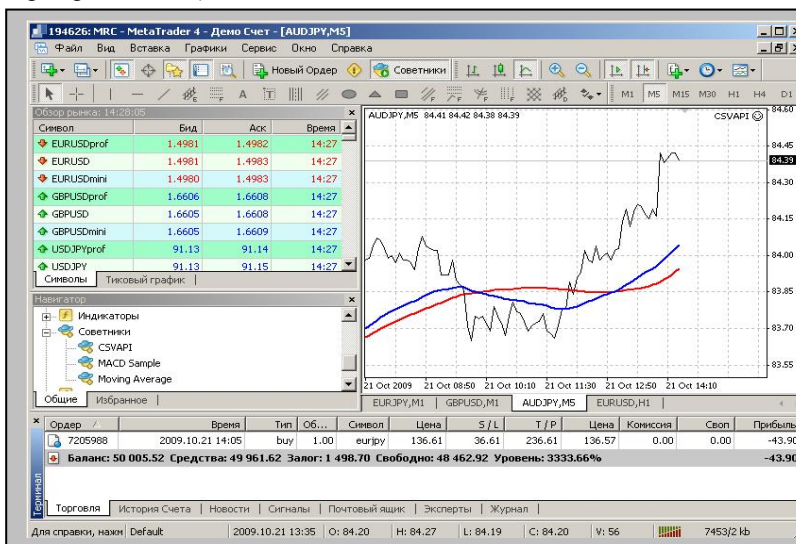 194626: MRC - MetaTrader 4 - Демо Счет - [AUDJPY,M5]
Файл Вид Вставка Графики Сервис Окно Справка
Новый Ордер Советники
A T E F F F F D M1 M5 M15 M30 H1 H4 D1
Обзор рынка: 14:28:05
Символ Бид Аск Время
EURUSDprof 1.4981 1.4982 14:27
EURUSD 1.4981 1.4983 14:27
EURUSDmini 1.4980 1.4983 14:27
GBPUSDprof 1.6606 1.6608 14:27
GBPUSD 1.6605 1.6608 14:27
GBPUSDmini 1.6605 1.6609 14:27
USDJPYprof 91.13 91.14 14:27
USDJPY 91.13 91.15 14:27
Символы Тиковый график
Навигатор
Индикаторы
Советники
CSVAPI
MACD Sample
Moving Average
Общие Избранное
AUDJPY,M5 84.41 84.42 84.38 84.39
CSVAPI
84.60
84.45
84.39
84.30
84.15
84.00
83.85
83.70
83.55
21 Oct 2009 21 Oct 08:50 21 Oct 10:10 21 Oct 11:30 21 Oct 12:50 21 Oct 14:10
EURJPY,M1 GBPUSD,M1 AUDJPY,M5 EURUSD,H1
Ордер Время Тип Об... Символ Цена S / L T / P Цена Комиссия Своп Прибыль
7205988 2009.10.21 14:05 buy 1.00 eurjpy 136.61 36.61 236.61 136.57 0.00 0.00 -43.90
Баланс: 50 005.52 Средства: 49 961.62 Залог: 1 498.70 Свободно: 48 462.92 Уровень: 3333.66% -43.90
Терминал
Торговля История Счета Новости Сигналы Почтовый ящик Эксперты Журнал
Для справки, нажм Default 2009.10.21 13:35 O: 84.20 H: 84.27 L: 84.19 C: 84.20 V: 56 7453/2 kb